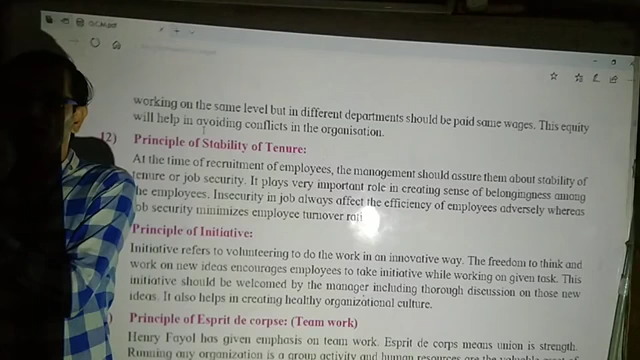 OCM.pdf
working on the same level but in different departments should be paid same wages. This equity
will help in avoiding conflicts in the organisation.
12) Principle of Stability of Tenure:
At the time of recruitment of employees, the management should assure them about stability of
tenure or job security. It plays very important role in creating sense of belongingness among
the employees. Insecurity in job always affect the efficiency of employees adversely whereas
ob security minimizes employee turnover
Principle of Initiative:
Initiative refers to volunteering to do the work in an innovative way. The freedom to think and
work on new ideas encourages employees to take initiative while working on given task. This
initiative should be welcomed by the manager including thorough discussion on those new
ideas. It also helps in creating healthy organizational culture.
) Principle of Esprit de corpse: (Team work)
Henry Fayol has given emphasis on team work. Esprit de corps means union is strength.
Running any organization is a group activity and human resources are the valuable asset of